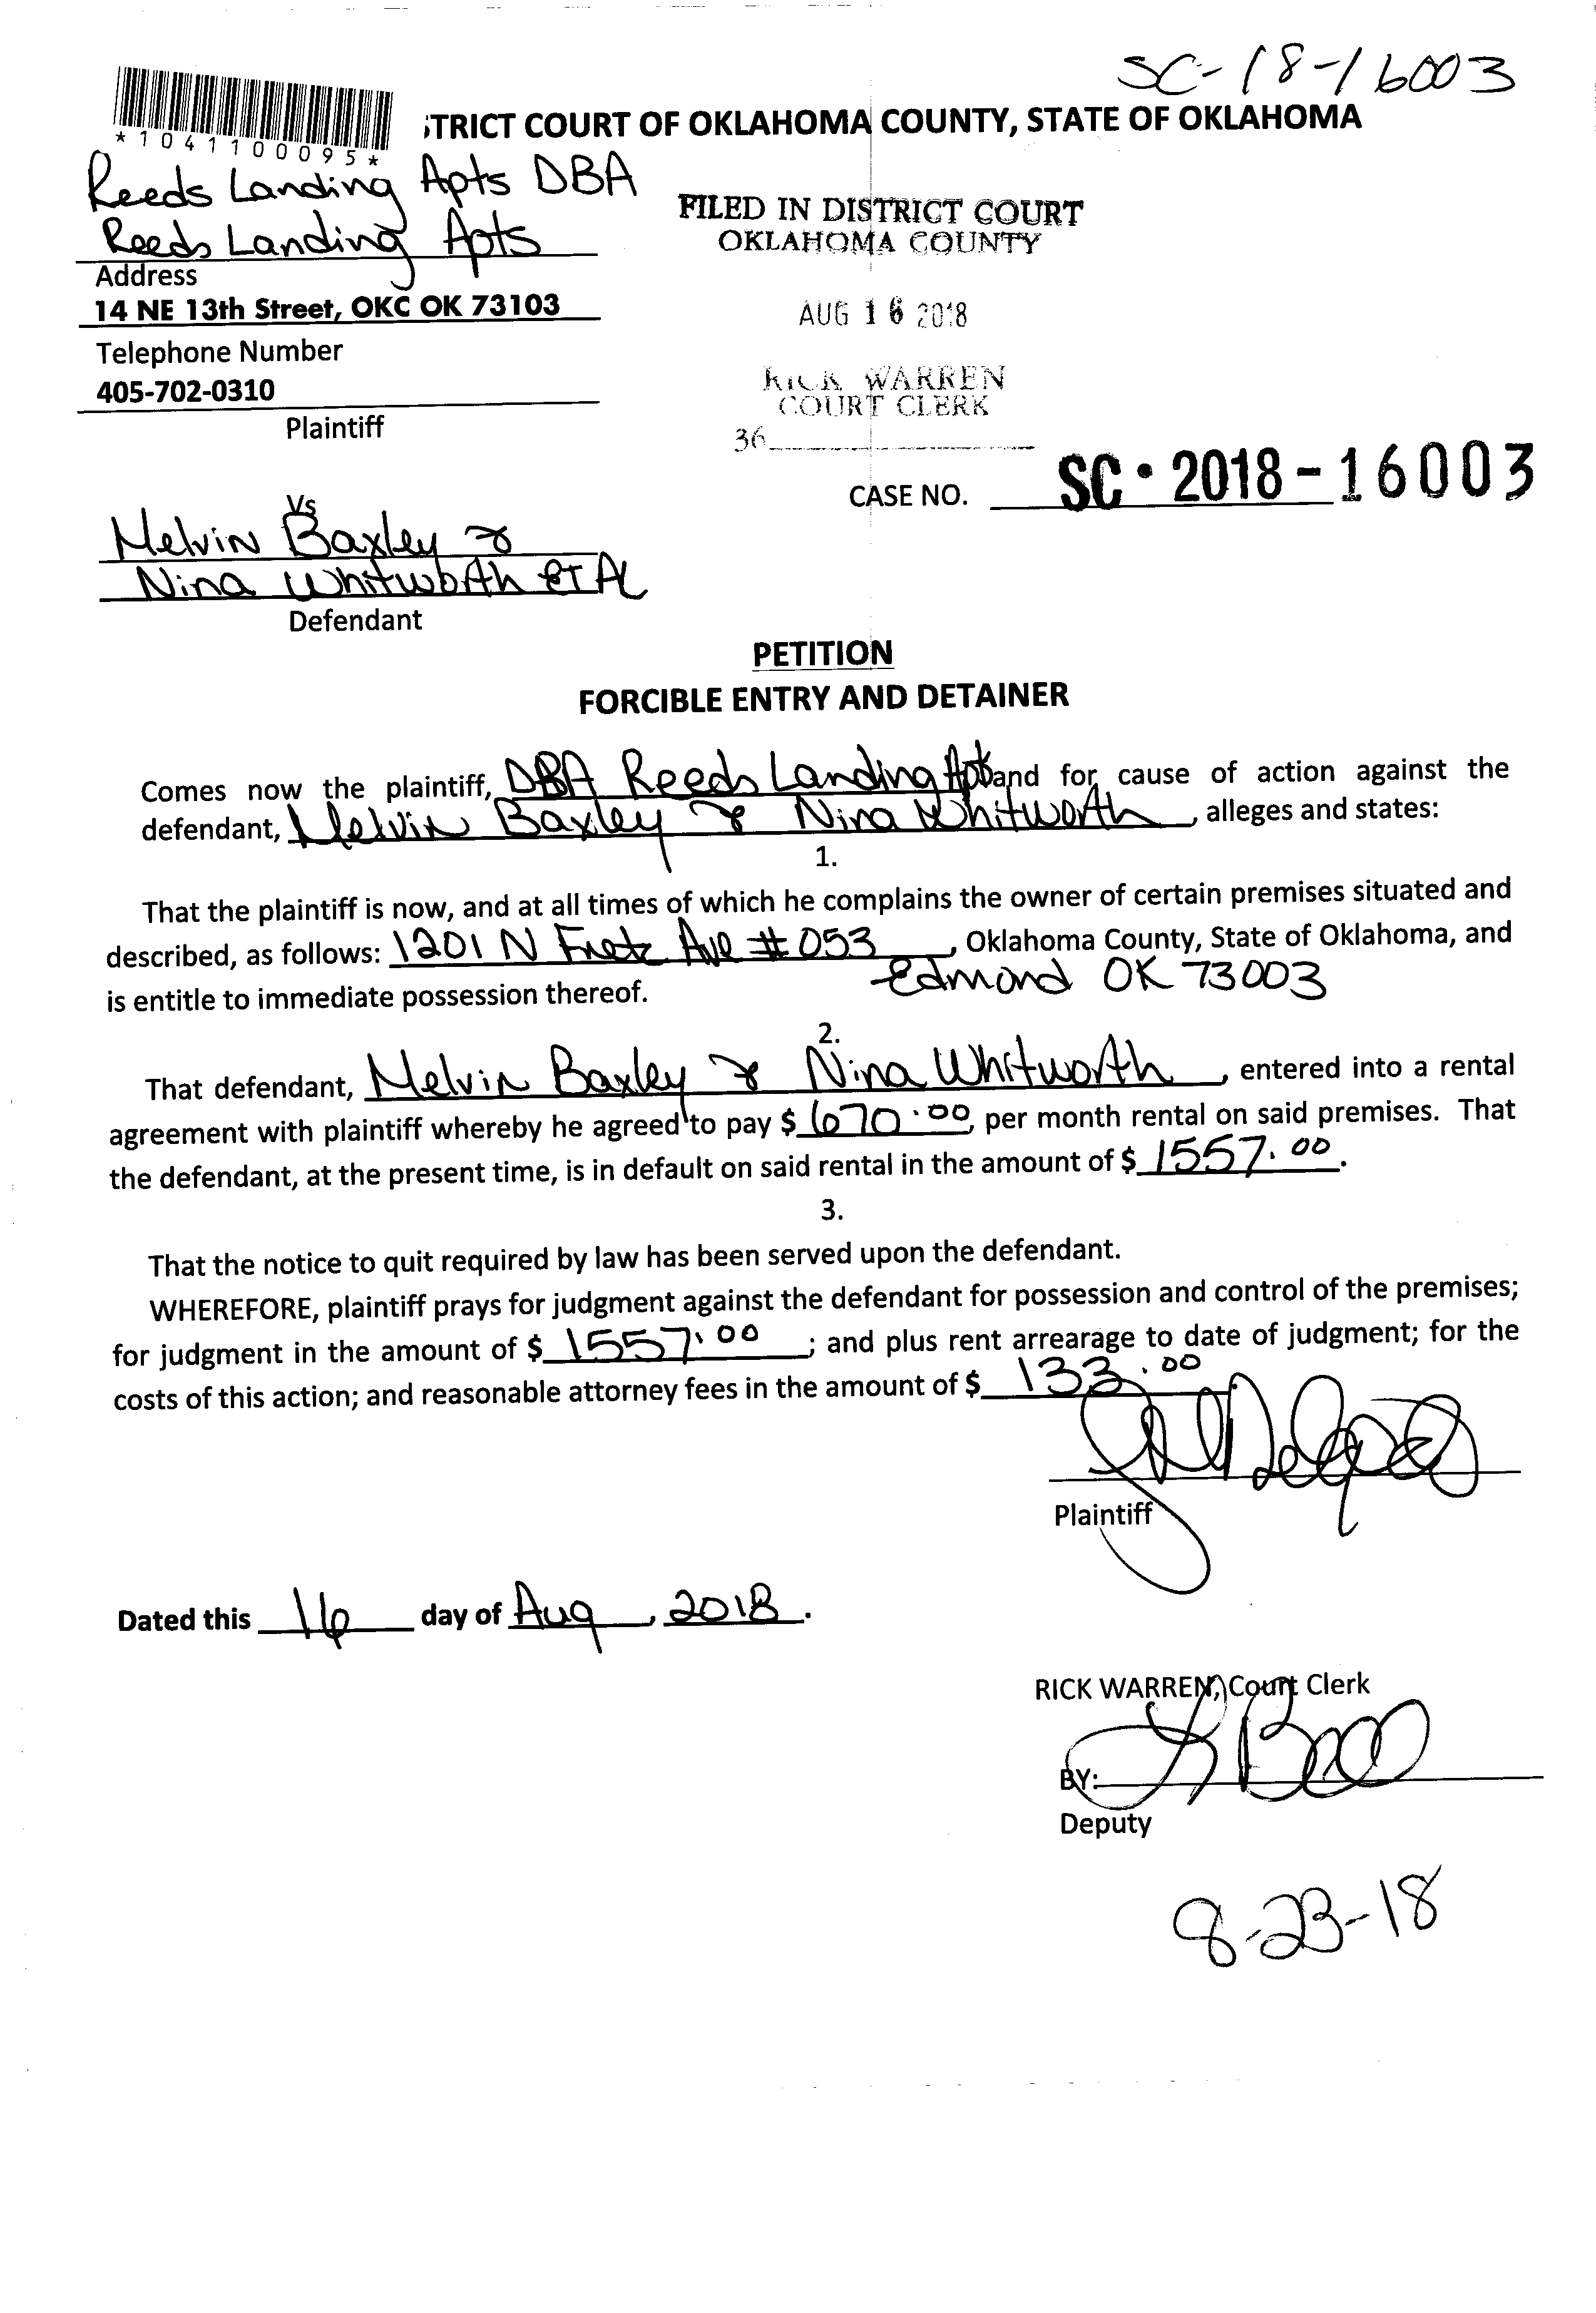 SC-18-16003
*1041100095*
TRICT COURT OF OKLAHOMA COUNTY, STATE OF OKLAHOMA
Reeds Landing Apts DBA
Reeds Landing Apts
Address
14 NE 13th Street, OKC OK 73103
Telephone Number
405-702-0310
Plaintiff
FILED IN DISTRICT COURT
OKLAHOMA COUNTY
AUG 16 2018
RICK WARREN
COURT CLERK
36
CASE NO. SC-2018-16003
Vs
Melvin Baxley &
Nina Whitworth ETAL
Defendant
PETITION
FORCIBLE ENTRY AND DETAINER
Comes now the plaintiff, DBA Reeds Landing Apts and for cause of action against the
defendant, Melvin Baxley & Nina Whitworth, alleges and states:
1.
That the plaintiff is now, and at all times of which he complains the owner of certain premises situated and
described, as follows: 1201 N Fretz Ave #053, Oklahoma County, State of Oklahoma, and
Edmond OK 73003
is entitle to immediate possession thereof.
2.
That defendant, Melvin Baxley & Nina Whitworth, entered into a rental
agreement with plaintiff whereby he agreed to pay $ 670.00, per month rental on said premises. That
the defendant, at the present time, is in default on said rental in the amount of $ 1557.00.
3.
That the notice to quit required by law has been served upon the defendant.
WHEREFORE, plaintiff prays for judgment against the defendant for possession and control of the premises;
for judgment in the amount of $ 1557.00; and plus rent arrearage to date of judgment; for the
costs of this action; and reasonable attorney fees in the amount of $ 133.00
Plaintiff
Dated this 16 day of Aug, 2018.
RICK WARREN, Court Clerk
BY:
Deputy
8-23-18